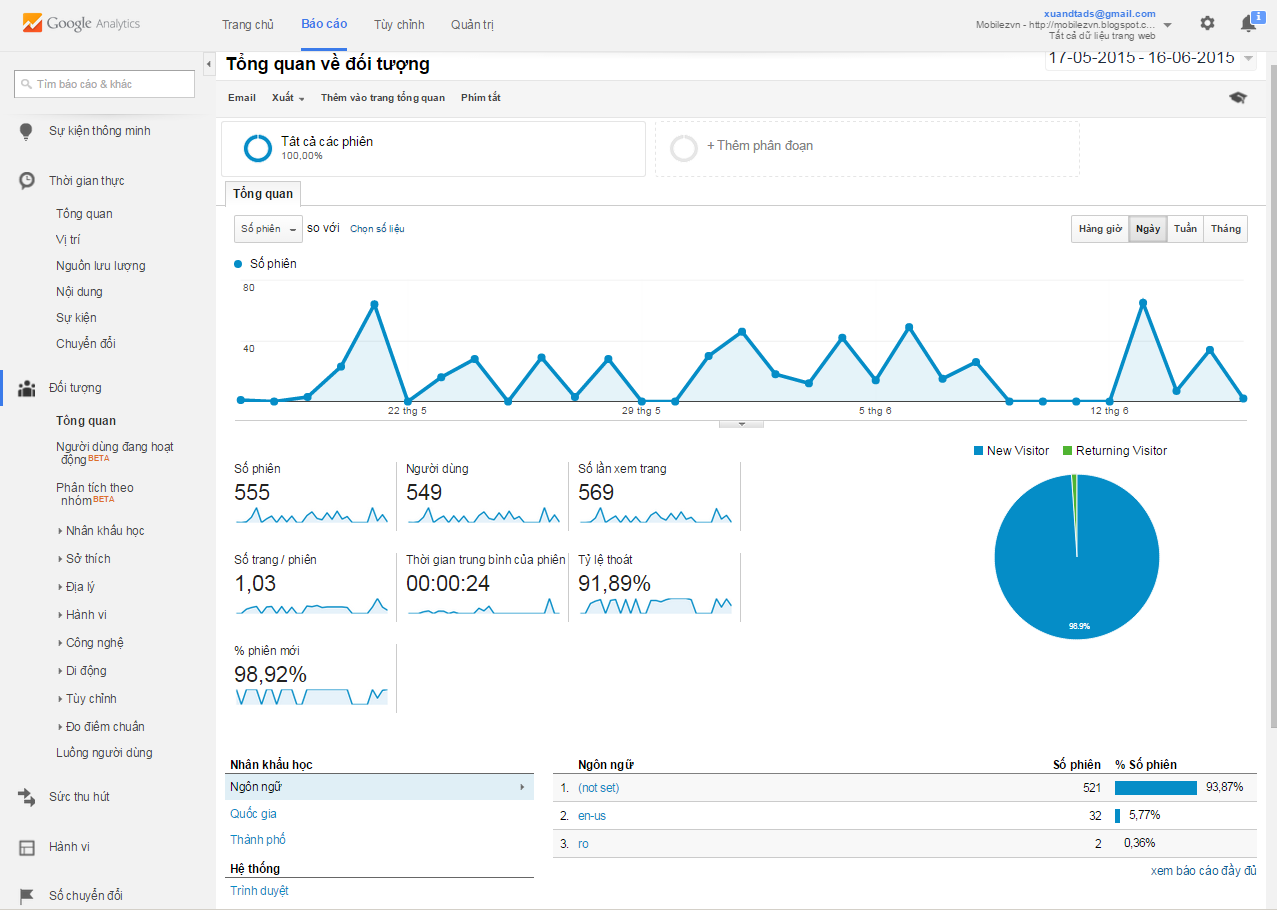 Google Analytics
Trang chủ
Báo cáo
Tùy chỉnh
Quản trị
xuandtads@gmail.com
Mobilezvn - http://mobilezvn.blogspot.c...
Tất cả dữ liệu trang web
1
Tìm báo cáo & khác
Sự kiện thông minh
Thời gian thực
Tổng quan
Vị trí
Nguồn lưu lượng
Nội dung
Sự kiện
Chuyển đổi
Đối tượng
Tổng quan
Người dùng đang hoạt
động BETA
Phân tích theo
nhóm BETA
Nhân khẩu học
Sở thích
Địa lý
Hành vi
Công nghệ
Di động
Tùy chỉnh
Đo điểm chuẩn
Luồng người dùng
Sức thu hút
Hành vi
Số chuyển đổi
Tổng quan về đối tượng
17-05-2015 - 16-06-2015
Email
Xuất
Thêm vào trang tổng quan
Phím tắt
Tất cả các phiên
100,00%
+ Thêm phân đoạn
Tổng quan
Số phiên
so với
Chọn số liệu
Hàng giờ
Ngày
Tuần
Tháng
Số phiên
80
40
22 thg 5
29 thg 5
5 thg 6
12 thg 6
New Visitor
Returning Visitor
98.9%
Số phiên
555
Người dùng
549
Số lần xem trang
569
Số trang / phiên
1,03
Thời gian trung bình của phiên
00:00:24
Tỷ lệ thoát
91,89%
% phiên mới
98,92%
Nhân khẩu học
Ngôn ngữ
Quốc gia
Thành phố
Hệ thống
Trình duyệt
Ngôn ngữ Số phiên % Số phiên
1. (not set) 521 93,87%
2. en-us 32 5,77%
3. ro 2 0,36%
xem báo cáo đầy đủ